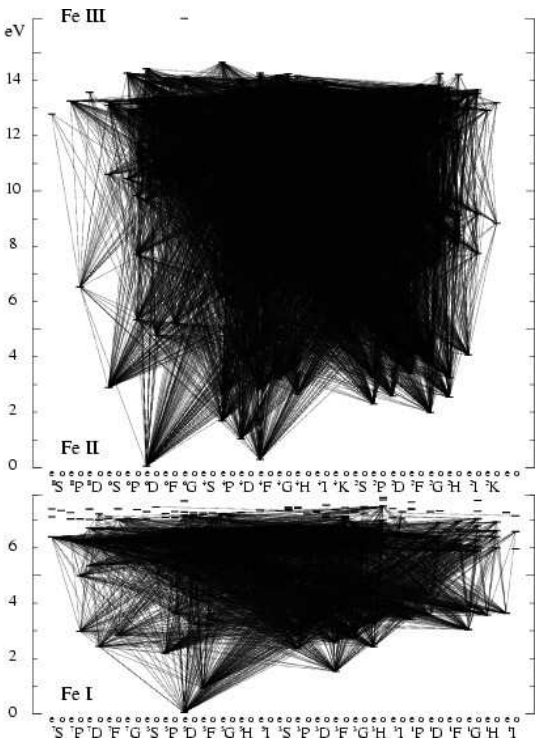 Fe III
eV
14
12
10
8
6
4
2
Fe II
0
e o e o e o e o e o e o e o e o e o e o e o e o e o e o e o e o e o e o e o e o e o e o e o e o e o
⁸S ⁸P ⁸D ⁶S ⁶P ⁶D ⁶F ⁶G ⁴S ⁴P ⁴D ⁴F ⁴G ⁴H ⁴I ⁴K ²S ²P ²D ²F ²G ²H ²I ²K
6
4
2
Fe I
0
e o e o e o e o e o e o e o e o e o e o e o e o e o e o e o e o e o e o e o e o e o e o e o e o e o
⁷S ⁷P ⁷D ⁷F ⁷G ⁵S ⁵P ⁵D ⁵F ⁵G ⁵H ⁵I ³S ³P ³D ³F ³G ³H ³I ¹P ¹D ¹F ¹G ¹H ¹I